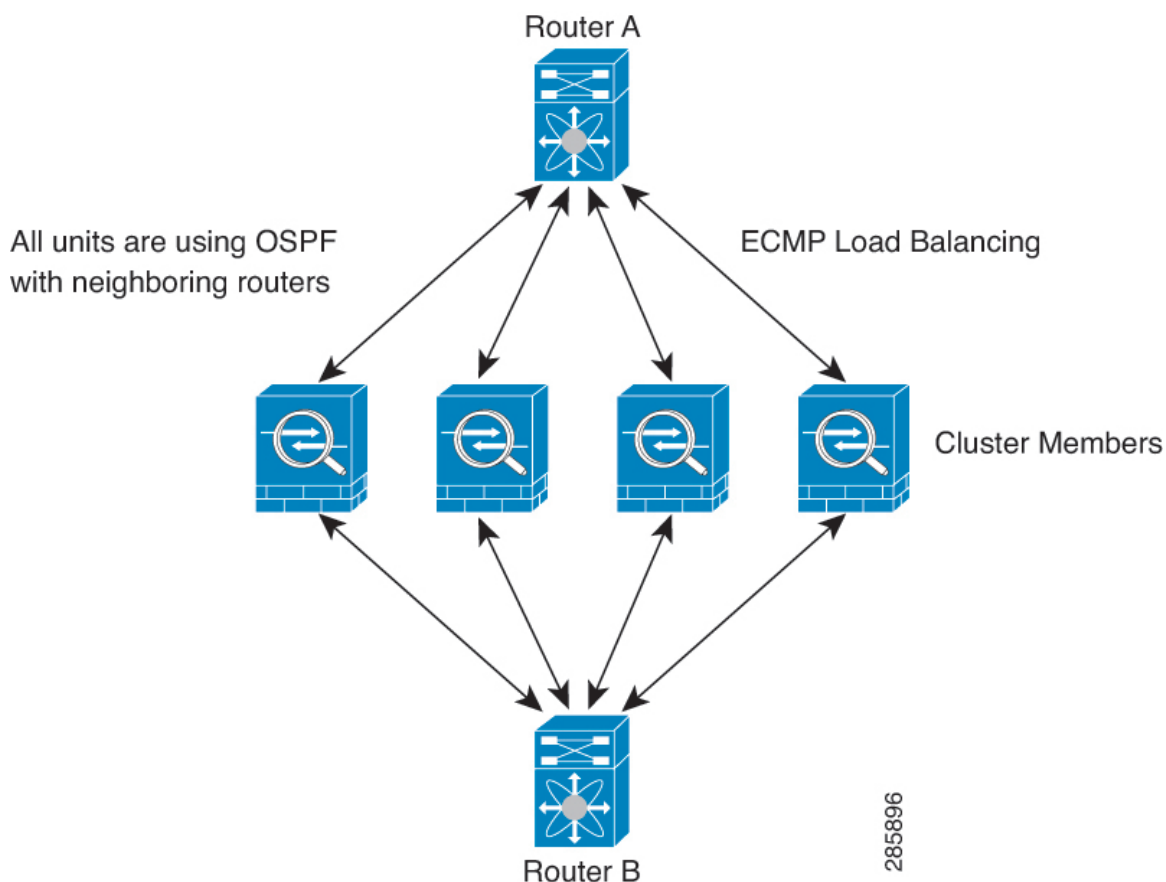 Router A
All units are using OSPF
with neighboring routers
ECMP Load Balancing
Cluster Members
Router B
285896